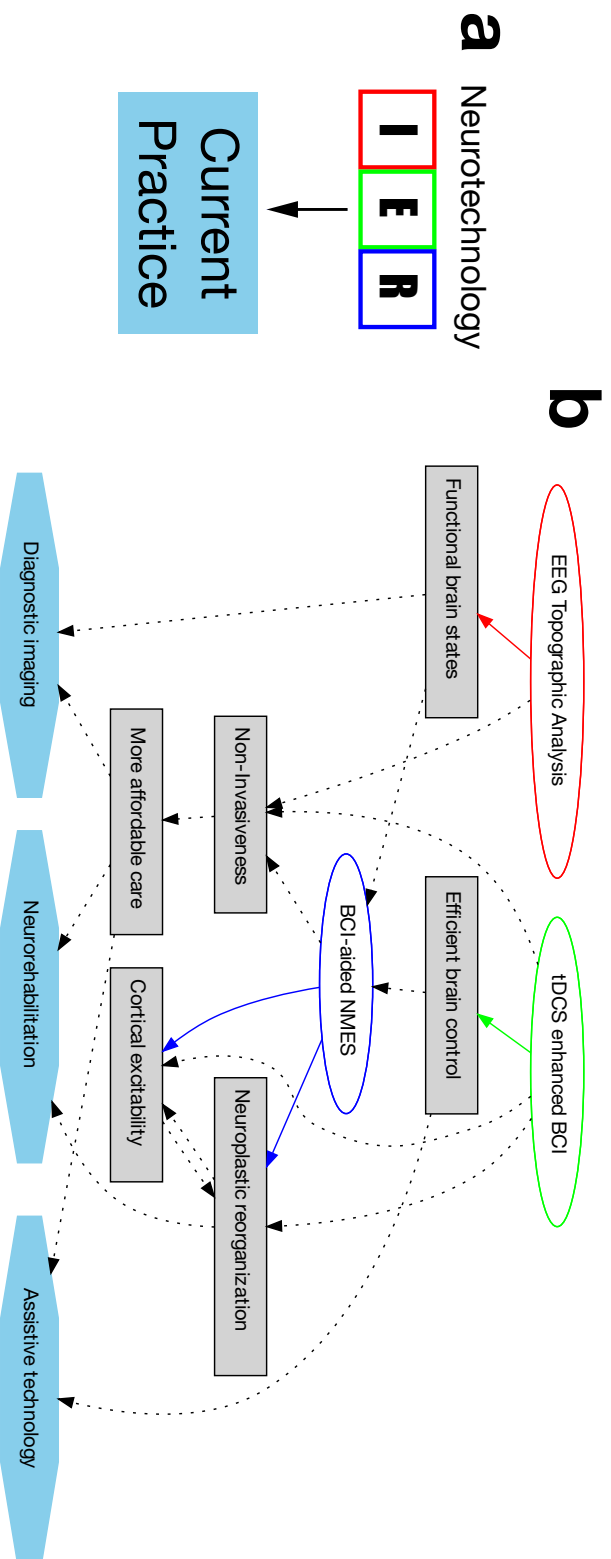 a
Neurotechnology
I E R
Current
Practice
b
EEG Topographic Analysis
tDCS enhanced BCI
Functional brain states
Efficient brain control
BCI-aided NMES
Non-Invasiveness
Neuroplastic reorganization
More affordable care
Cortical excitability
Diagnostic imaging
Neurorehabilitation
Assistive technology